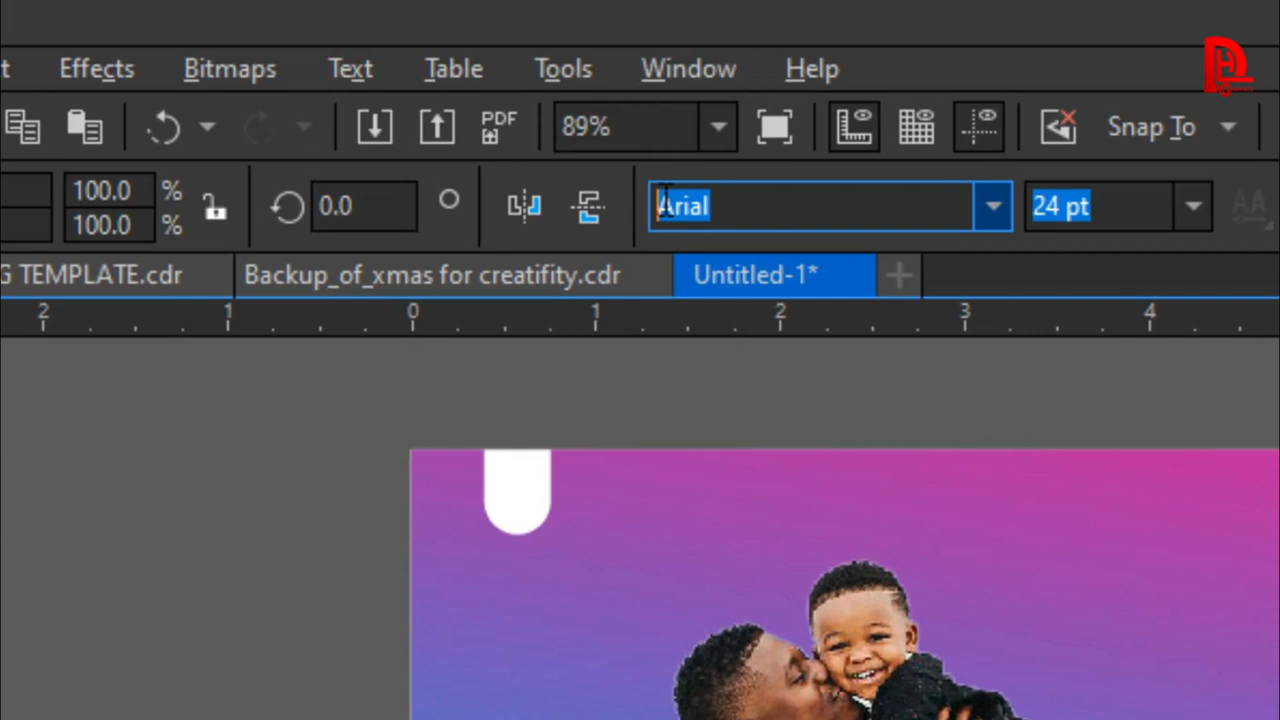 t Effects Bitmaps Text Table Tools Window Help
PDF 89% Snap To
100.0 %
100.0 %
0.0 Arial 24 pt
G TEMPLATE.cdr Backup_of_xmas for creatifity.cdr Untitled-1*
2 1 0 1 2 3 4